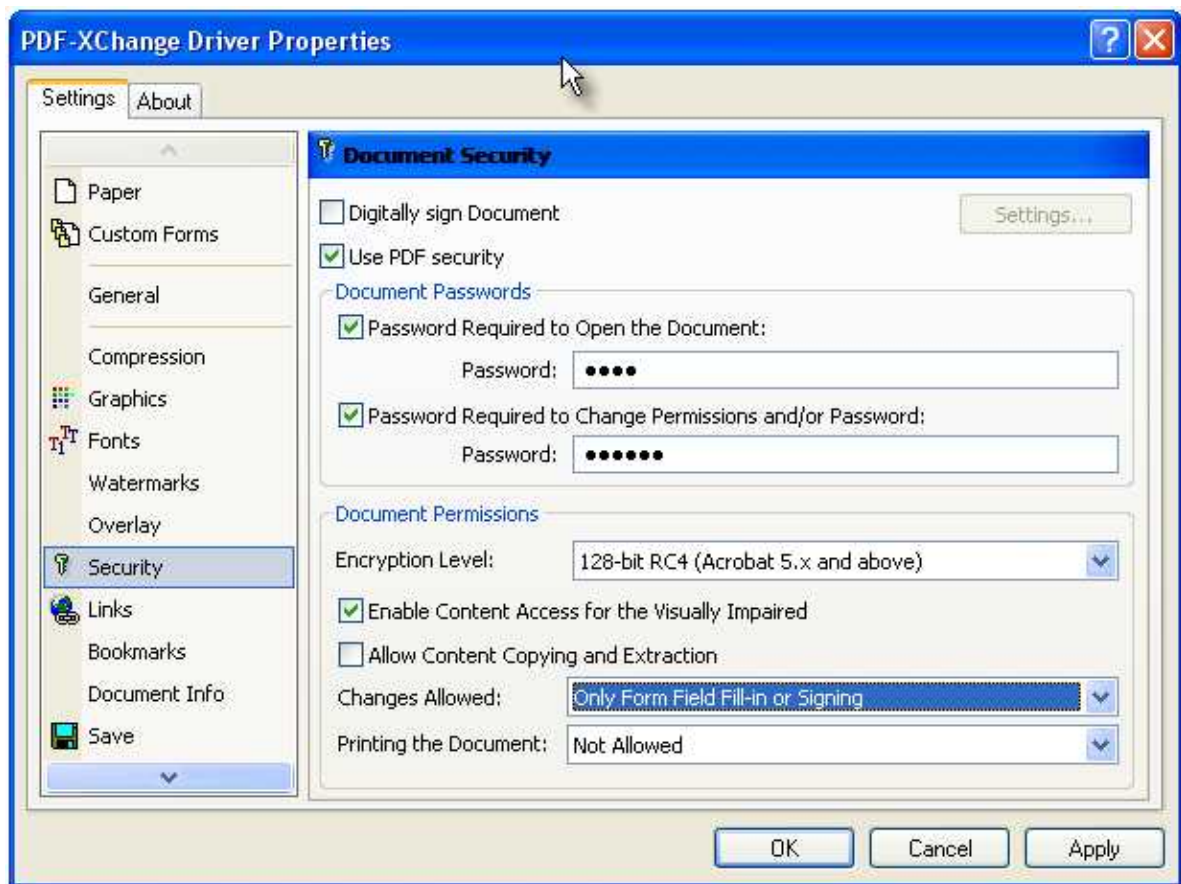 PDF-XChange Driver Properties
Settings
About
Paper
Custom Forms
General
Compression
Graphics
Fonts
Watermarks
Overlay
Security
Links
Bookmarks
Document Info
Save
Document Security
Digitally sign Document
Settings...
Use PDF security
Document Passwords
Password Required to Open the Document:
Password: ●●●●
Password Required to Change Permissions and/or Password:
Password: ●●●●●●
Document Permissions
Encryption Level: 128-bit RC4 (Acrobat 5.x and above)
Enable Content Access for the Visually Impaired
Allow Content Copying and Extraction
Changes Allowed: Only Form Field Fill-in or Signing
Printing the Document: Not Allowed
OK
Cancel
Apply